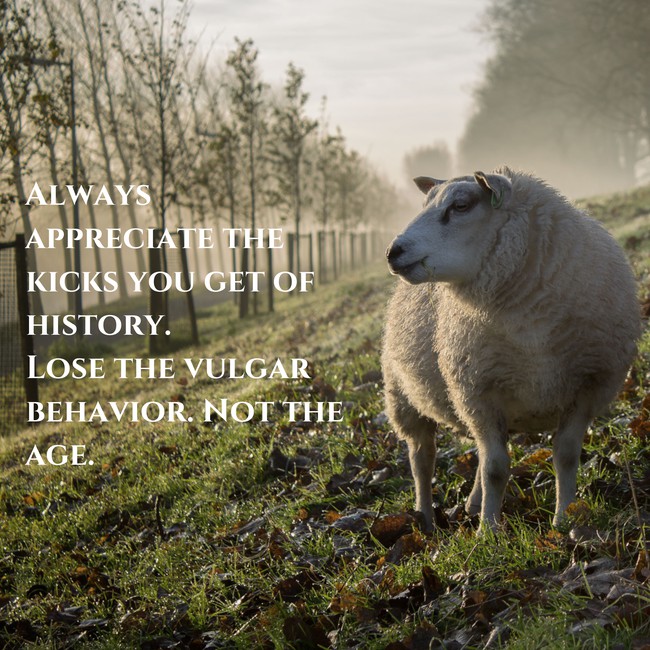 Always
appreciate the
kicks you get of
history.
Lose the vulgar
behavior. Not the
age.